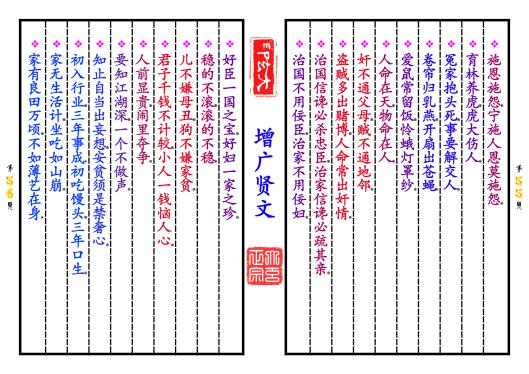 施恩施怨宁施人恩莫施怨。
育林养虎虎大伤人。
冤家抱头死事要解交人。
卷帘归乳燕开扇出苍蝇。
爱鼠常留饭怜蛾灯罩纱。
人命在天物命在人。
奸不通父母贼不通地邻。
盗贼多出赌博人命常出奸情。
治国信谗必杀忠臣治家信谗必疏其亲。
治国不用佞臣治家不用佞妇。
增广贤文
好臣一国之宝好妇一家之珍。
稳的不滚滚的不稳。
儿不嫌母丑狗不嫌家贫。
君子千钱不计较小人一钱恼人心。
人前显贵闹里夺争。
要知江湖深一个不做声。
知止自当出妄想安贫须是禁奢心。
初入行业三年事成初吃馒头三年口生。
家无生活计坐吃如山崩。
家有良田万顷不如薄艺在身。